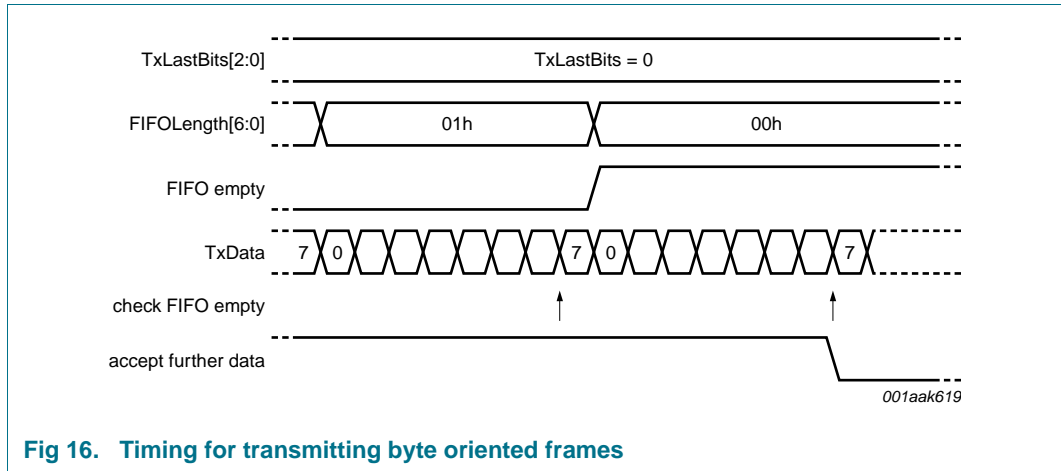 TxLastBits[2:0] TxLastBits = 0
FIFOLength[6:0] 01h 00h
FIFO empty
TxData 7 0 7 0 7
check FIFO empty
accept further data
001aak619
Fig 16. Timing for transmitting byte oriented frames